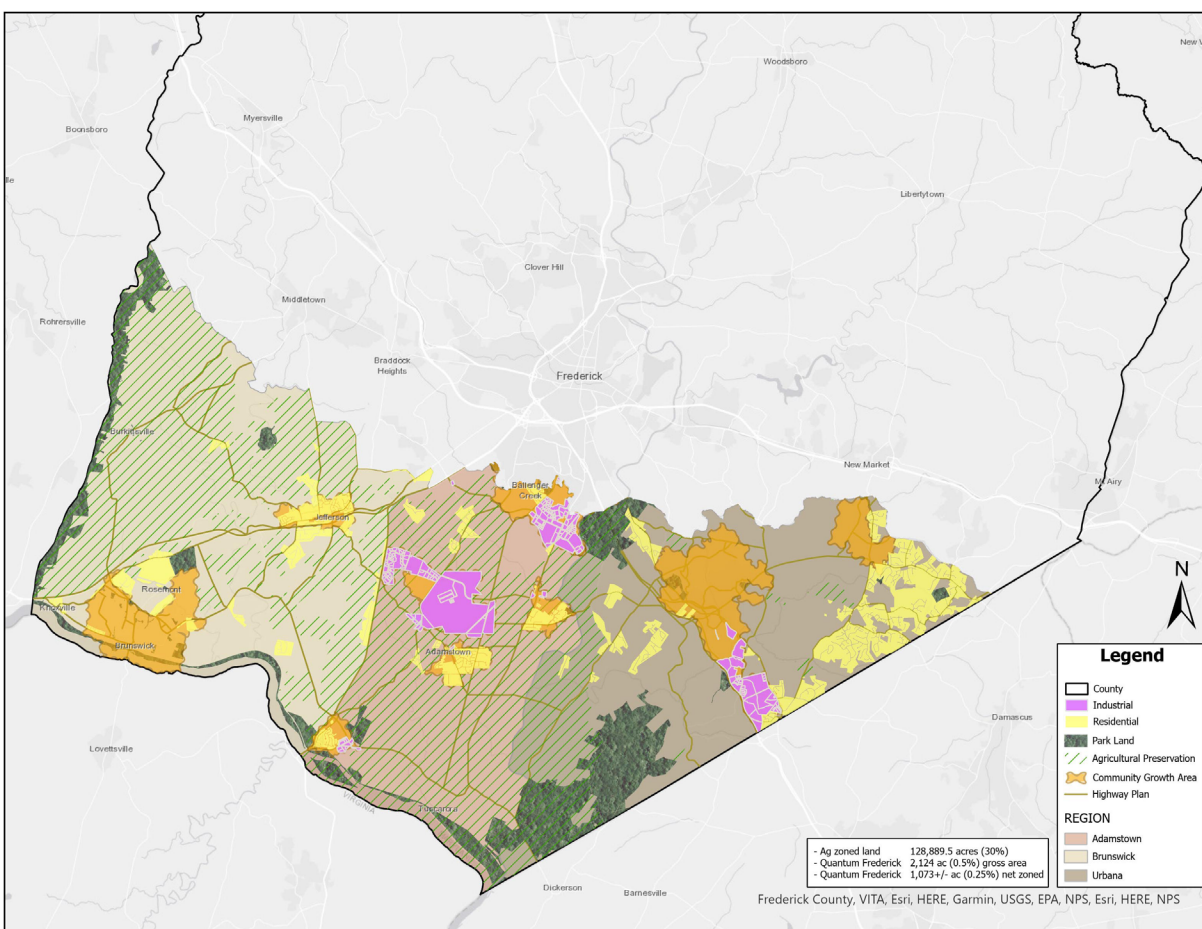 Woodsboro
New V
Boonsboro
Myersville
lle
Libertytown
Clover Hill
Middletown
Rohrersville
Braddock
Heights
Frederick
Burkittsville
New Market
Mt Airy
Ballenger
Creek
Jefferson
N
Rosemont
Knoxville
Brunswick
Adamstown
Damascus
Lovettsville
VIRGINIA
Tuscarora
Dickerson
Barnesville
Legend
County
Industrial
Residential
Park Land
Agricultural Preservation
Community Growth Area
Highway Plan
REGION
Adamstown
Brunswick
Urbana
- Ag zoned land 128,889.5 acres (30%)
- Quantum Frederick 2,124 ac (0.5%) gross area
- Quantum Frederick 1,073+/- ac (0.25%) net zoned
Frederick County, VITA, Esri, HERE, Garmin, USGS, EPA, NPS, Esri, HERE, NPS